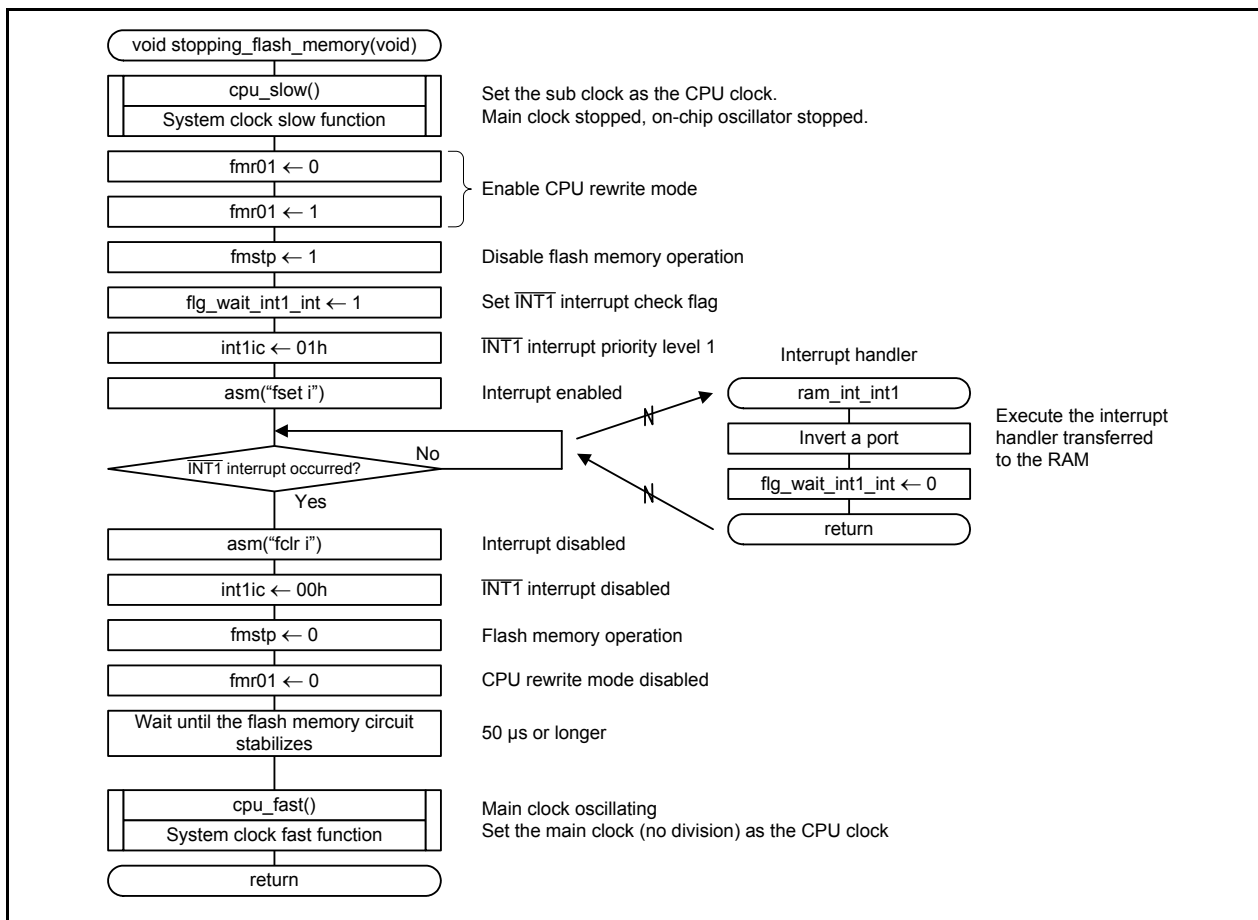 void stopping_flash_memory(void)
cpu_slow()
System clock slow function
Set the sub clock as the CPU clock.
Main clock stopped, on-chip oscillator stopped.
fmr01 ← 0
fmr01 ← 1
Enable CPU rewrite mode
fmstp ← 1
Disable flash memory operation
flg_wait_int1_int ← 1
Set INT1 interrupt check flag
int1ic ← 01h
INT1 interrupt priority level 1
asm(“fset i”)
Interrupt enabled
INT1 interrupt occurred?
No
Yes
Interrupt handler
ram_int_int1
Invert a port
flg_wait_int1_int ← 0
return
Execute the interrupt
handler transferred
to the RAM
asm(“fclr i”)
Interrupt disabled
int1ic ← 00h
INT1 interrupt disabled
fmstp ← 0
Flash memory operation
fmr01 ← 0
CPU rewrite mode disabled
Wait until the flash memory circuit
stabilizes
50 µs or longer
cpu_fast()
System clock fast function
Main clock oscillating
Set the main clock (no division) as the CPU clock
return